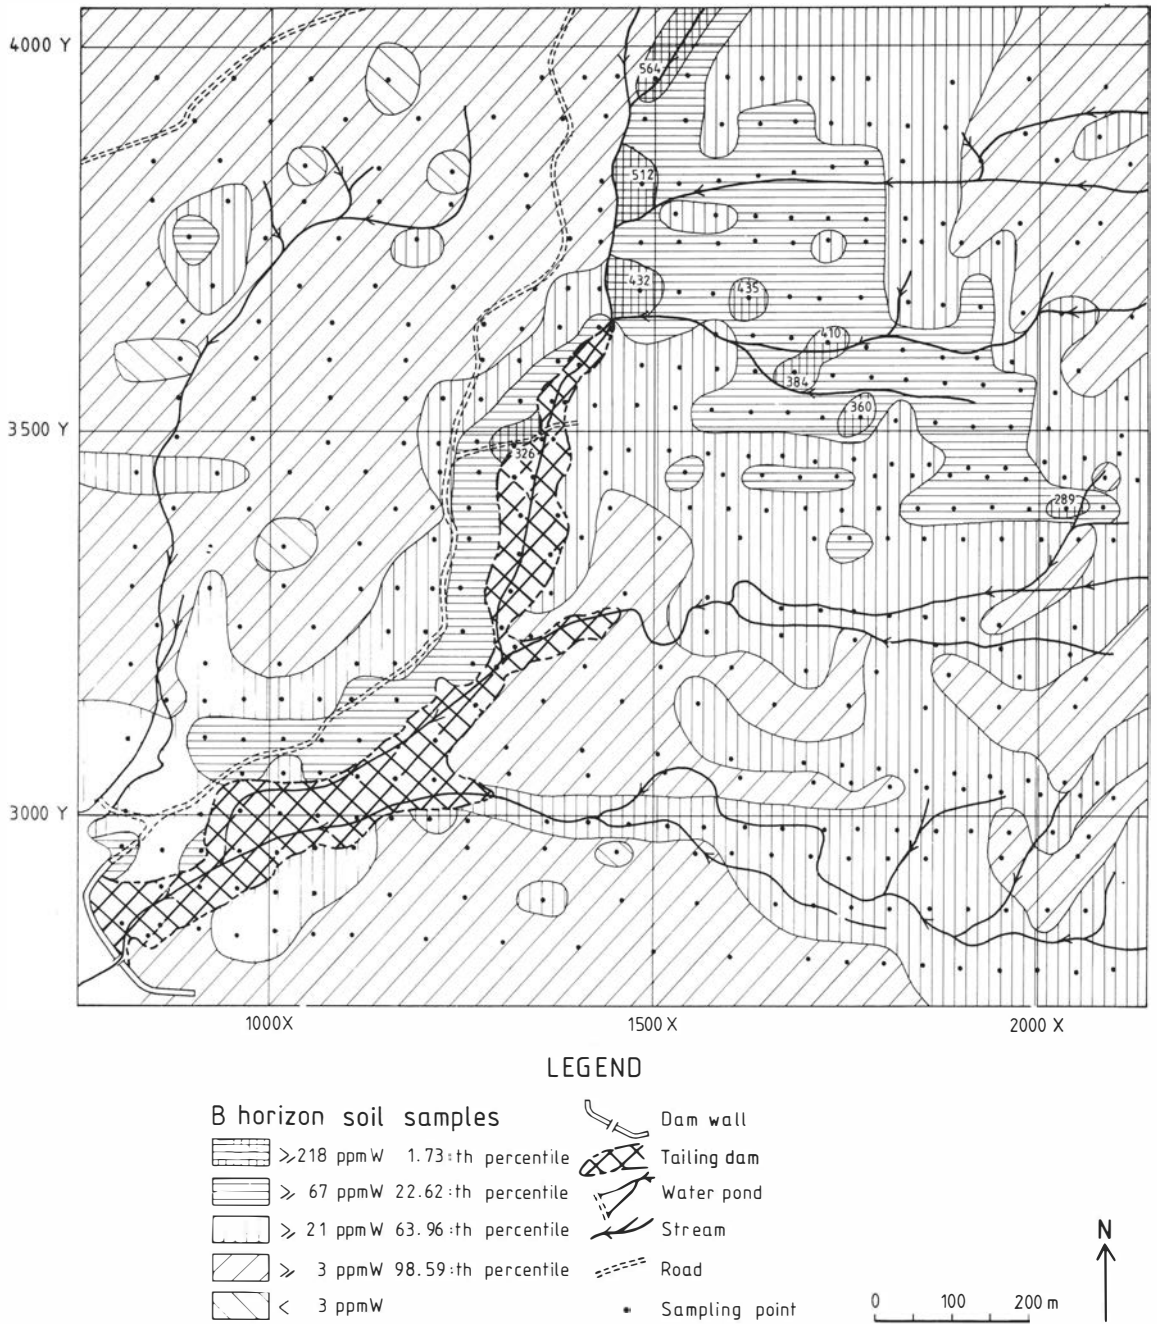 4000 Y
564
512
432
435
410
384
360
3500 Y
326
289
3000 Y
1000X
1500 X
2000 X
LEGEND
B horizon soil samples
⩾218 ppmW 1.73:th percentile
⩾ 67 ppmW 22.62:th percentile
⩾ 21 ppmW 63.96:th percentile
⩾ 3 ppmW 98.59:th percentile
< 3 ppmW
Dam wall
Tailing dam
Water pond
Stream
Road
Sampling point
N
0 100 200 m